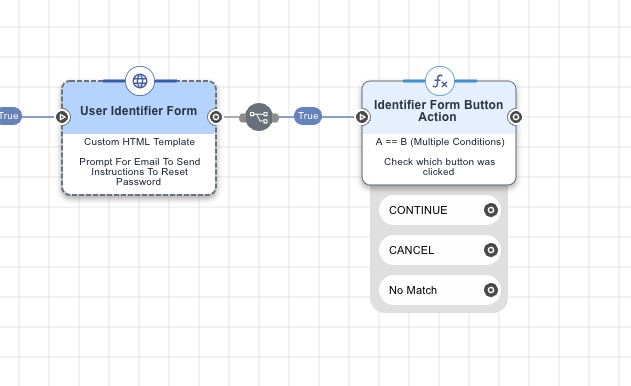 True
User Identifier Form
Custom HTML Template
Prompt For Email To Send
Instructions To Reset
Password
True
fx
Identifier Form Button
Action
A == B (Multiple Conditions)
Check which button was
clicked
CONTINUE
CANCEL
No Match